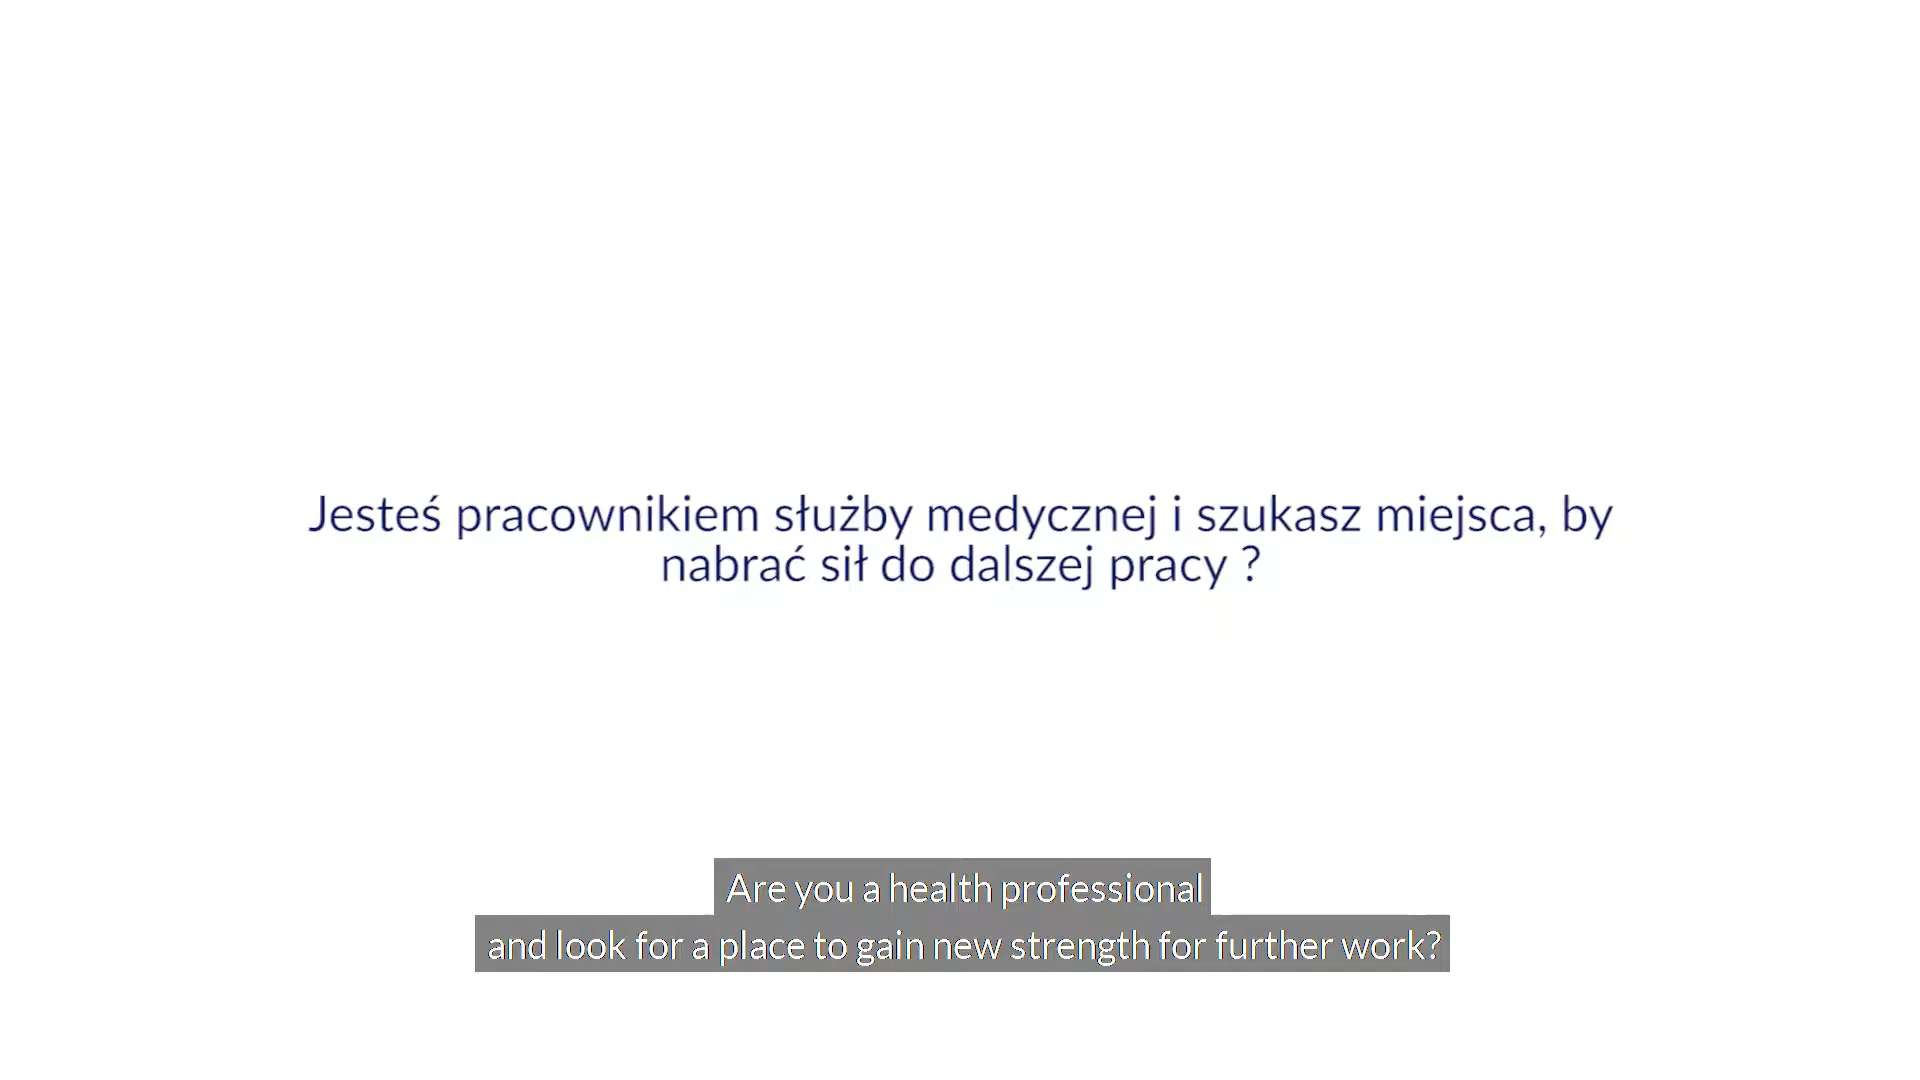 Jesteś pracownikiem służby medycznej i szukasz miejsca, by
nabrać sił do dalszej pracy ?
Are you a health professional
and look for a place to gain new strength for further work?